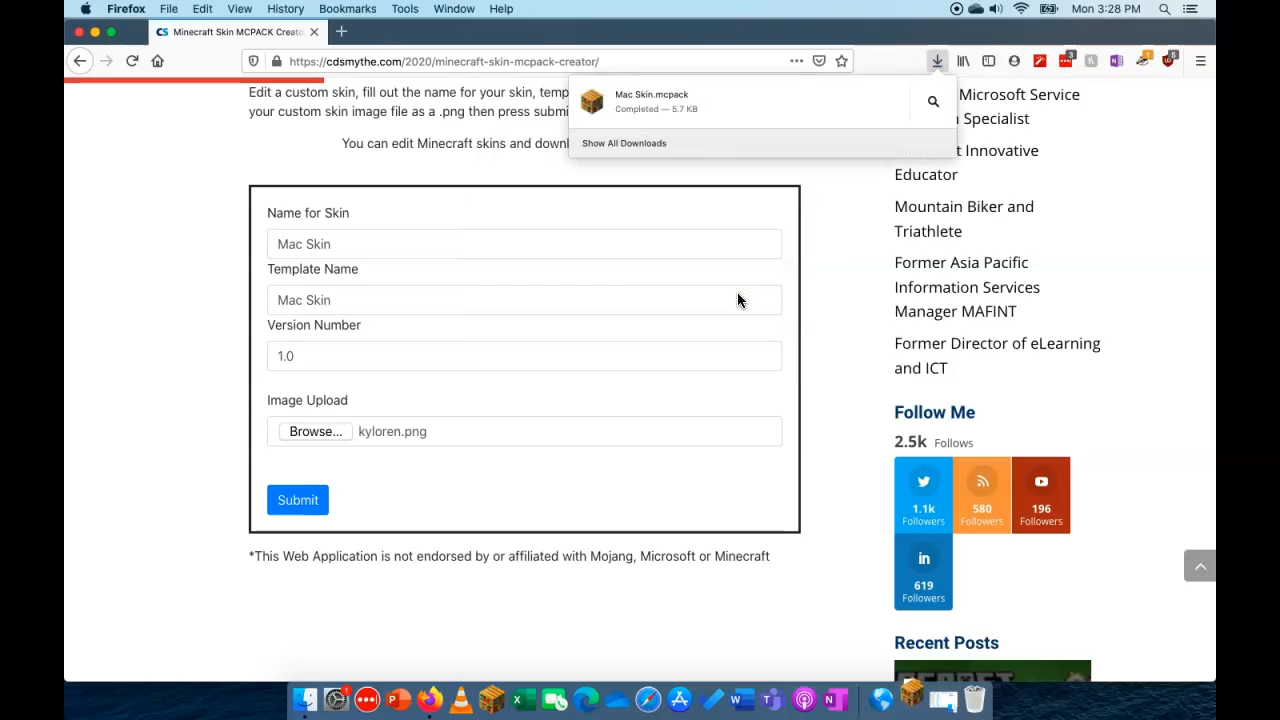 Firefox File Edit View History Bookmarks Tools Window Help Mon 3:28 PM
Minecraft Skin MCPACK Creato
https://cdsmythe.com/2020/minecraft-skin-mcpack-creator/
Edit a custom skin, fill out the name for your skin, temp
your custom skin image file as a .png then press submi
You can edit Minecraft skins and downl
Mac Skin.mcpack
Completed — 5.7 KB
Show All Downloads
Name for Skin
Mac Skin
Template Name
Mac Skin
Version Number
1.0
Image Upload
Browse... kyloren.png
Submit
*This Web Application is not endorsed by or affiliated with Mojang, Microsoft or Minecraft
Microsoft Service
Specialist
Innovative
Educator
Mountain Biker and
Triathlete
Former Asia Pacific
Information Services
Manager MAFINT
Former Director of eLearning
and ICT
Follow Me
2.5k Follows
1.1k 580 196
Followers Followers Followers
619
Followers
Recent Posts